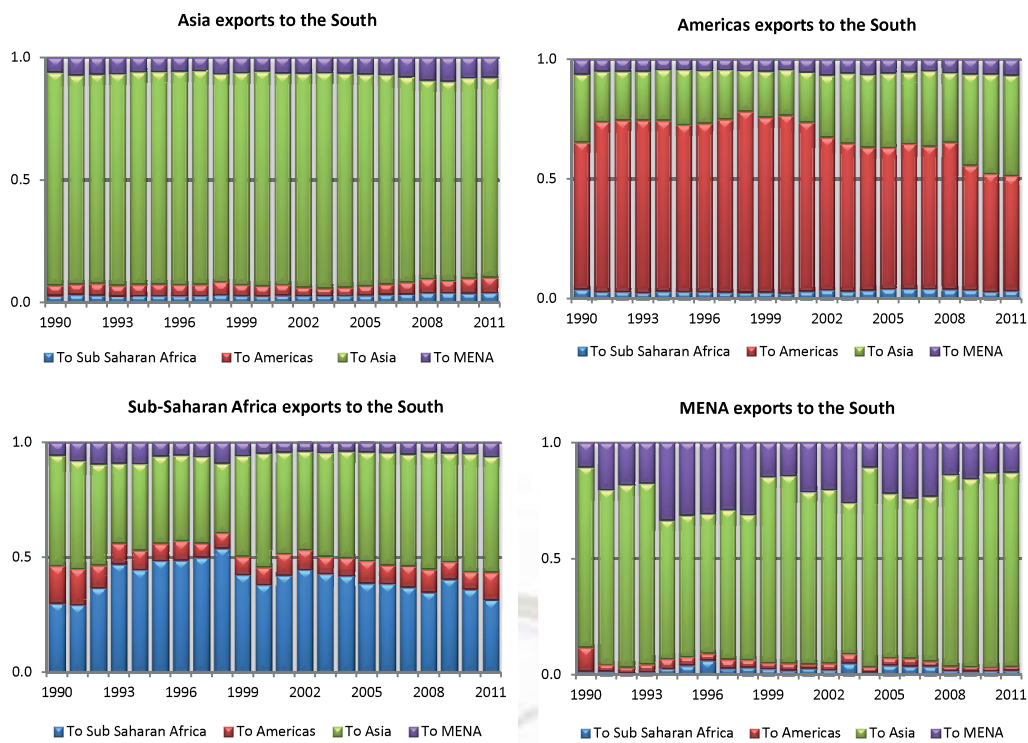 Asia exports to the South
1.0
0.5
0.0
1990 1993 1996 1999 2002 2005 2008 2011
To Sub Saharan Africa To Americas To Asia To MENA
Americas exports to the South
1.0
0.5
0.0
1990 1993 1996 1999 2002 2005 2008 2011
To Sub Saharan Africa To Americas To Asia To MENA
Sub-Saharan Africa exports to the South
1.0
0.5
0.0
1990 1993 1996 1999 2002 2005 2008 2011
To Sub Saharan Africa To Americas To Asia To MENA
MENA exports to the South
1.0
0.5
0.0
1990 1993 1996 1999 2002 2005 2008 2011
To Sub Saharan Africa To Americas To Asia To MENA